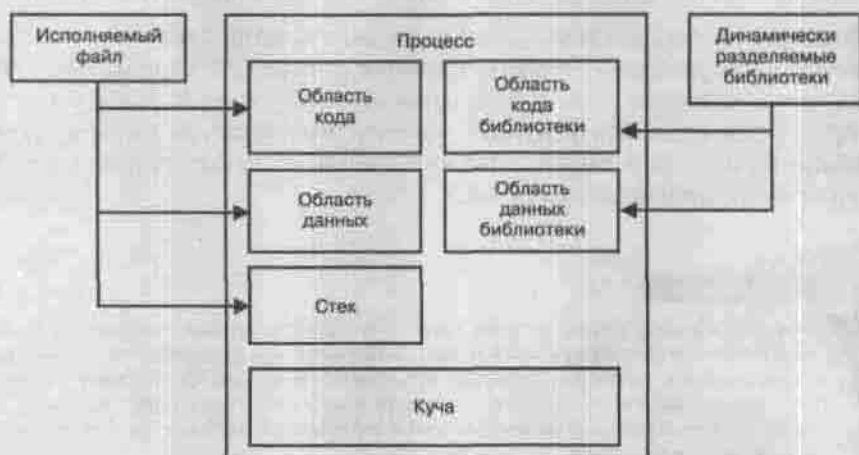 Исполняемый
файл
Процесс
Динамически
разделяемые
библиотеки
Область
кода
Область
кода
библиотеки
Область
данных
Область
данных
библиотеки
Стек
Куча